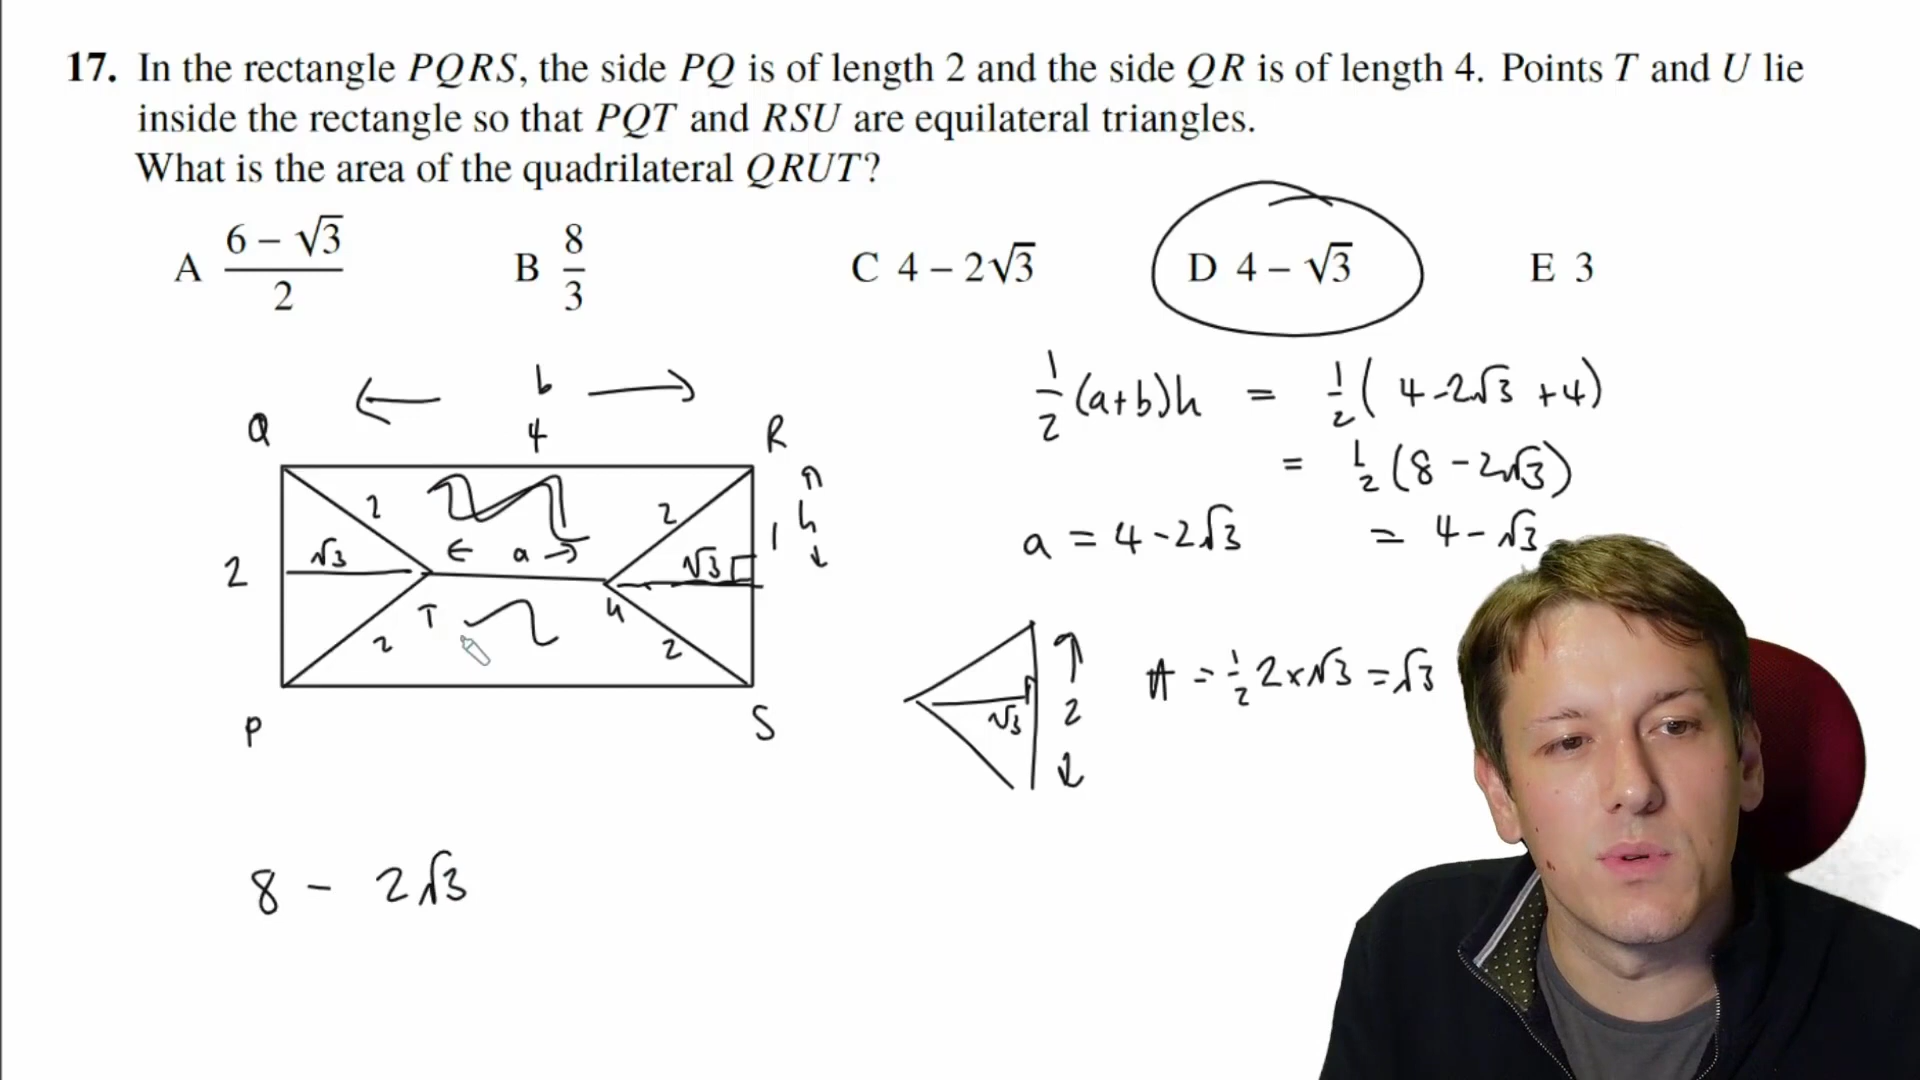 17. In the rectangle PQRS, the side PQ is of length 2 and the side QR is of length 4. Points T and U lie
inside the rectangle so that PQT and RSU are equilateral triangles.
What is the area of the quadrilateral QRUT?
A (6 – √3)/2 B 8/3 C 4 – 2√3 D 4 – √3 E 3
b
4
Q R
2 2
√3 a √3 1 h
2
T u
2 2
P S
8 - 2√3
1/2 (a+b)h = 1/2 ( 4-2√3 +4)
= 1/2 (8 - 2√3)
a = 4-2√3 = 4-√3
√3 2
A = 1/2 2×√3 = √3